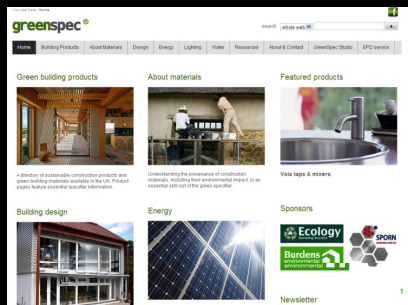 You are here: Home
greenspec ®
search whole web
Home Building Products About Materials Design Energy Lighting Water Resources About & Contact GreenSpec Studio EPD service
Green building products
About materials
Featured products
A directory of sustainable construction products and
green building materials available in the UK. Product
pages feature essential specifier information.
Understanding the provenance of construction
materials, including their environmental impact, is an
essential skill-set of the green specifier.
Vola taps & mixers
Building design
Energy
Sponsors
Ecology
Building Society
Burdens
environmental
SPORN
Newsletter
1